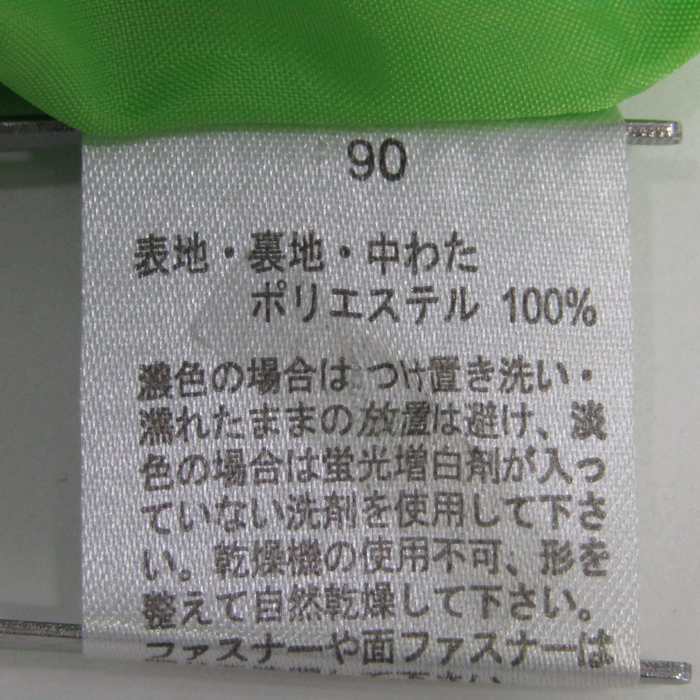 90
表地・裏地・中わた
ポリエステル 100%
濃色の場合は つけ置き洗い・
濡れたままの放置は避け、淡
色の場合は蛍光増白剤が入っ
ていない洗剤を使用して下さ
い。乾燥機の使用不可、形を
整えて自然乾燥して下さい。
ファスナーや面ファスナーは